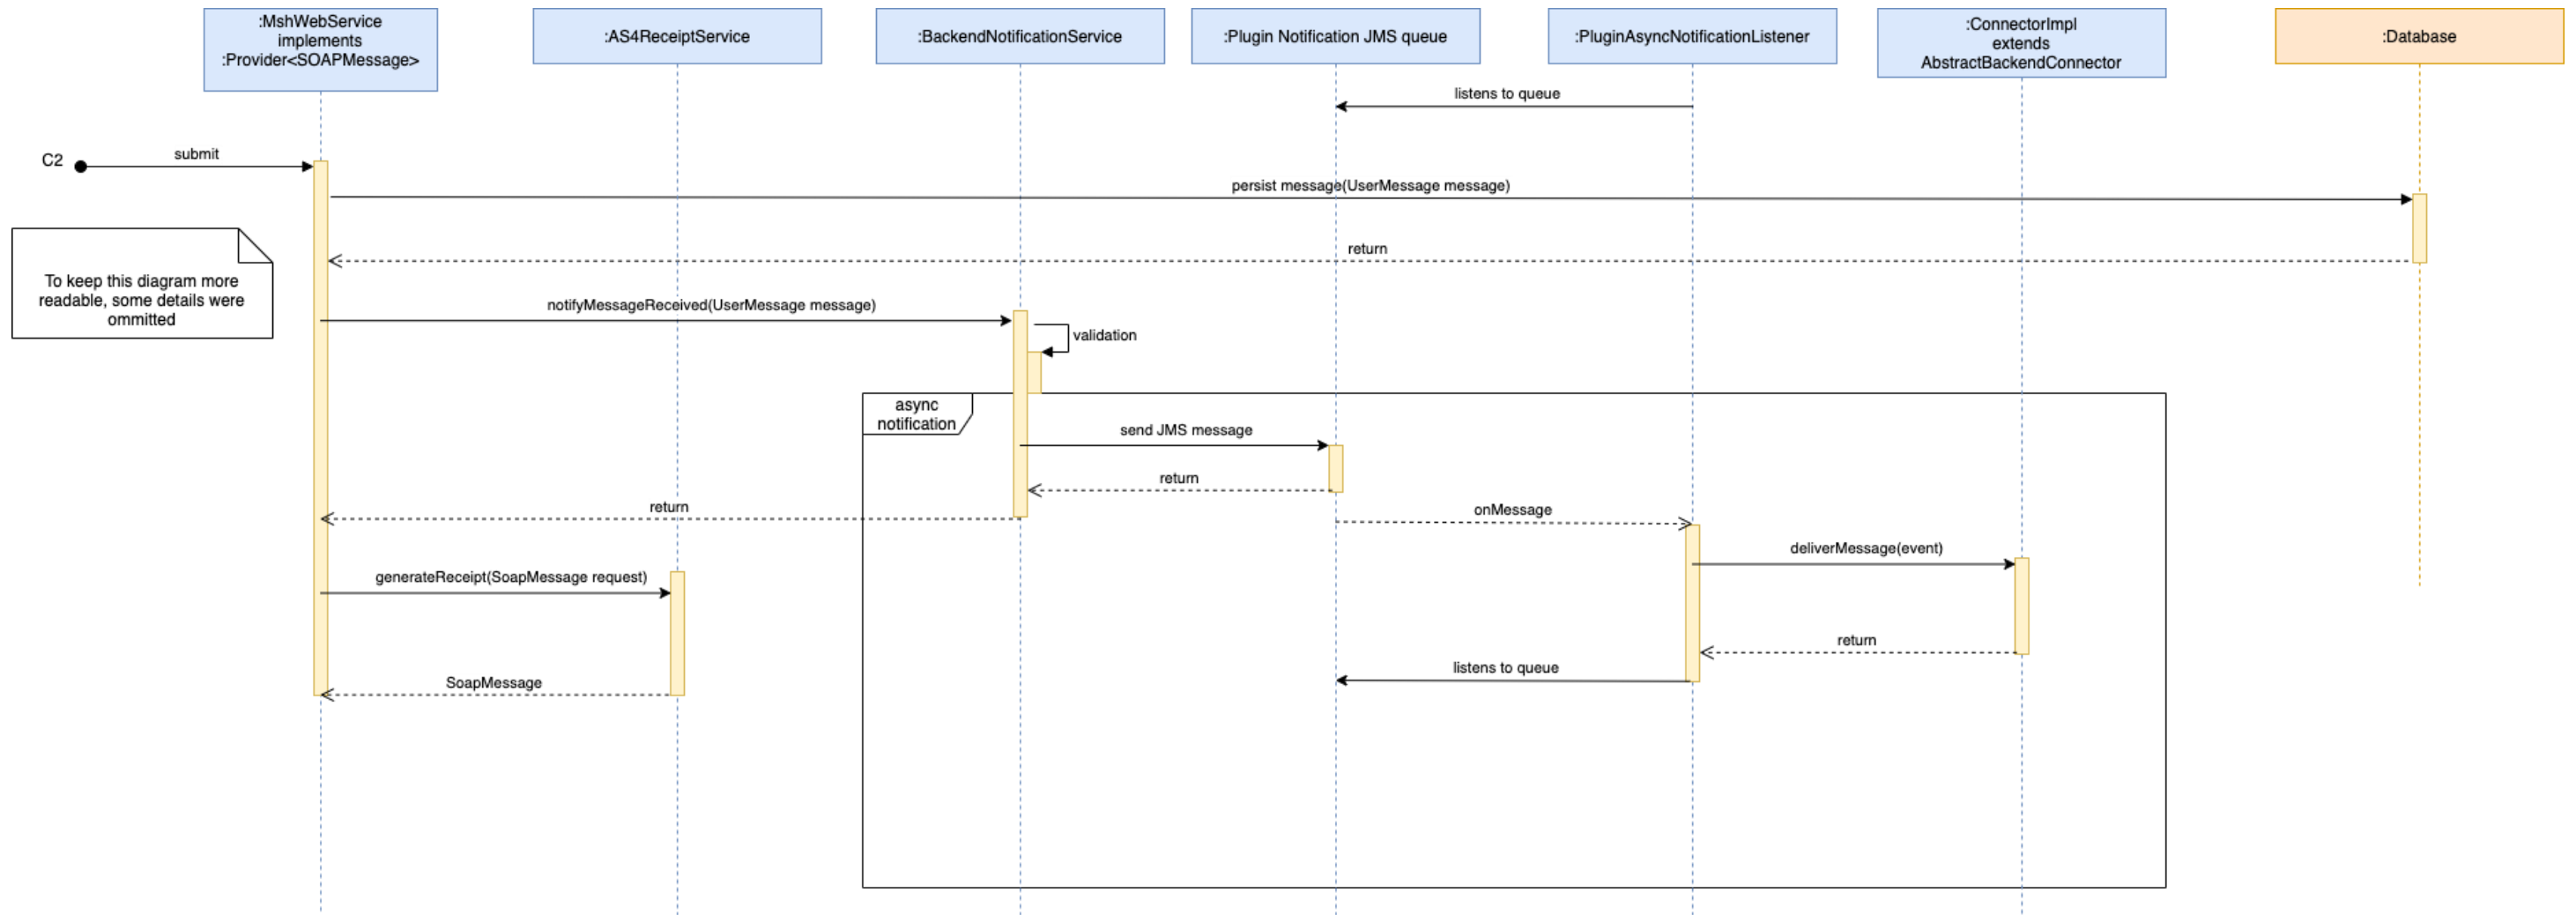 :MshWebService
implements
:Provider<SOAPMessage>
:AS4ReceiptService
:BackendNotificationService
:Plugin Notification JMS queue
:PluginAsyncNotificationListener
:ConnectorImpl
extends
AbstractBackendConnector
:Database
listens to queue
C2
submit
persist message(UserMessage message)
return
To keep this diagram more
readable, some details were
ommitted
notifyMessageReceived(UserMessage message)
validation
async
notification
send JMS message
return
return
onMessage
deliverMessage(event)
generateReceipt(SoapMessage request)
return
listens to queue
SoapMessage